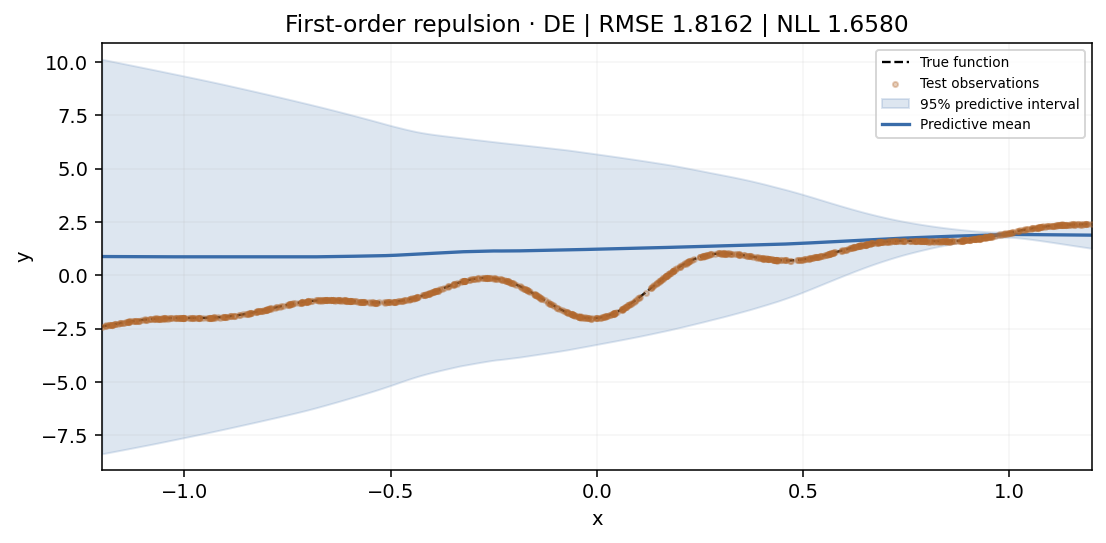 First-order repulsion · DE | RMSE 1.8162 | NLL 1.6580
True function
Test observations
95% predictive interval
Predictive mean
y
10.0
7.5
5.0
2.5
0.0
−2.5
−5.0
−7.5
−1.0
−0.5
0.0
0.5
1.0
x